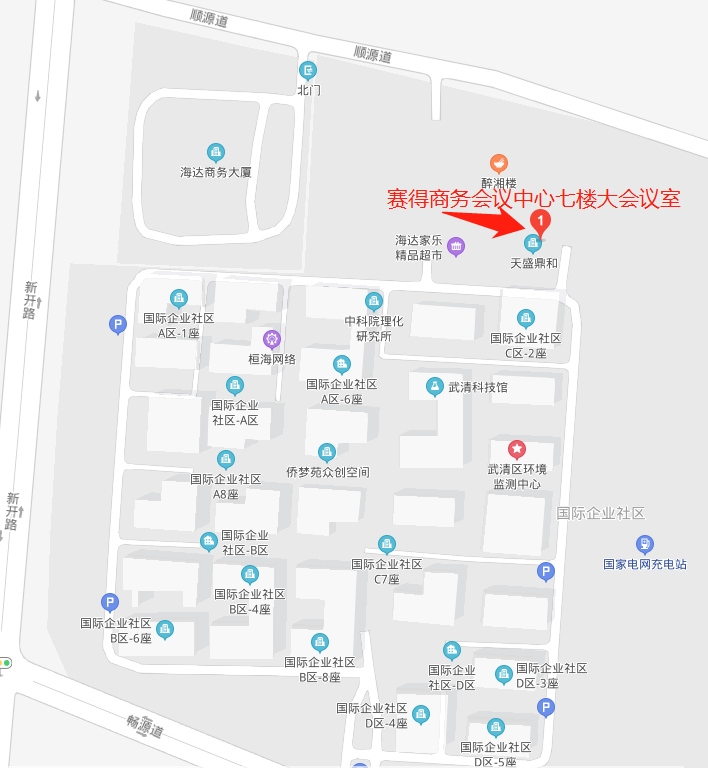 顺源道
顺源道
北门
海达商务大厦
醉湘楼
赛得商务会议中心七楼大会议室
1
海达家乐
精品超市
天盛鼎和
新开路
P
国际企业社区
A区-1座
中科院理化
研究所
国际企业社区
C区-2座
桓海网络
国际企业社区
A区-6座
武清科技馆
国际企业
社区-A区
武清区环境
监测中心
国际企业社区
A8座
侨梦苑众创空间
新开路
国际企业社区
国际企业
社区-B区
国际企业社区
C7座
国家电网充电站
P
国际企业社区
B区-4座
P
国际企业社区
B区-6座
国际企业社区
B区-8座
国际企业
社区-D区
国际企业社区
D区-3座
国际企业社区
D区-4座
P
畅源道
国际企业社区
D区-5座